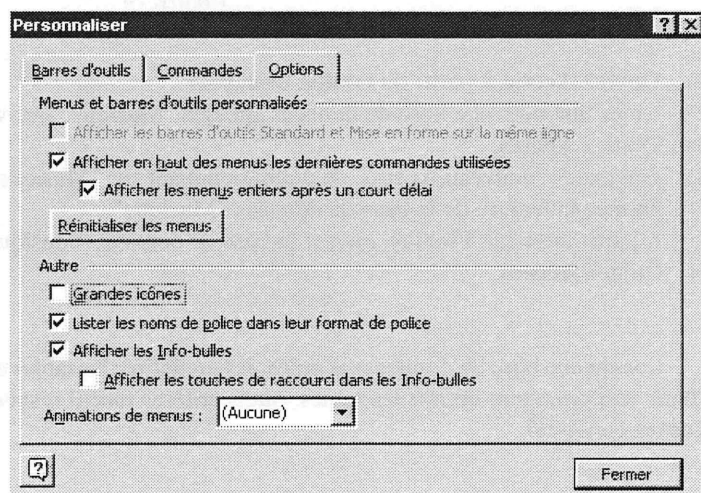 Personnaliser
Barres d'outils Commandes Options
Menus et barres d'outils personnalisés
Afficher les barres d'outils Standard et Mise en forme sur la même ligne
Afficher en haut des menus les dernières commandes utilisées
Afficher les menus entiers après un court délai
Réinitialiser les menus
Autre
Grandes icônes
Lister les noms de police dans leur format de police
Afficher les Info-bulles
Afficher les touches de raccourci dans les Info-bulles
Animations de menus : (Aucune)
Fermer